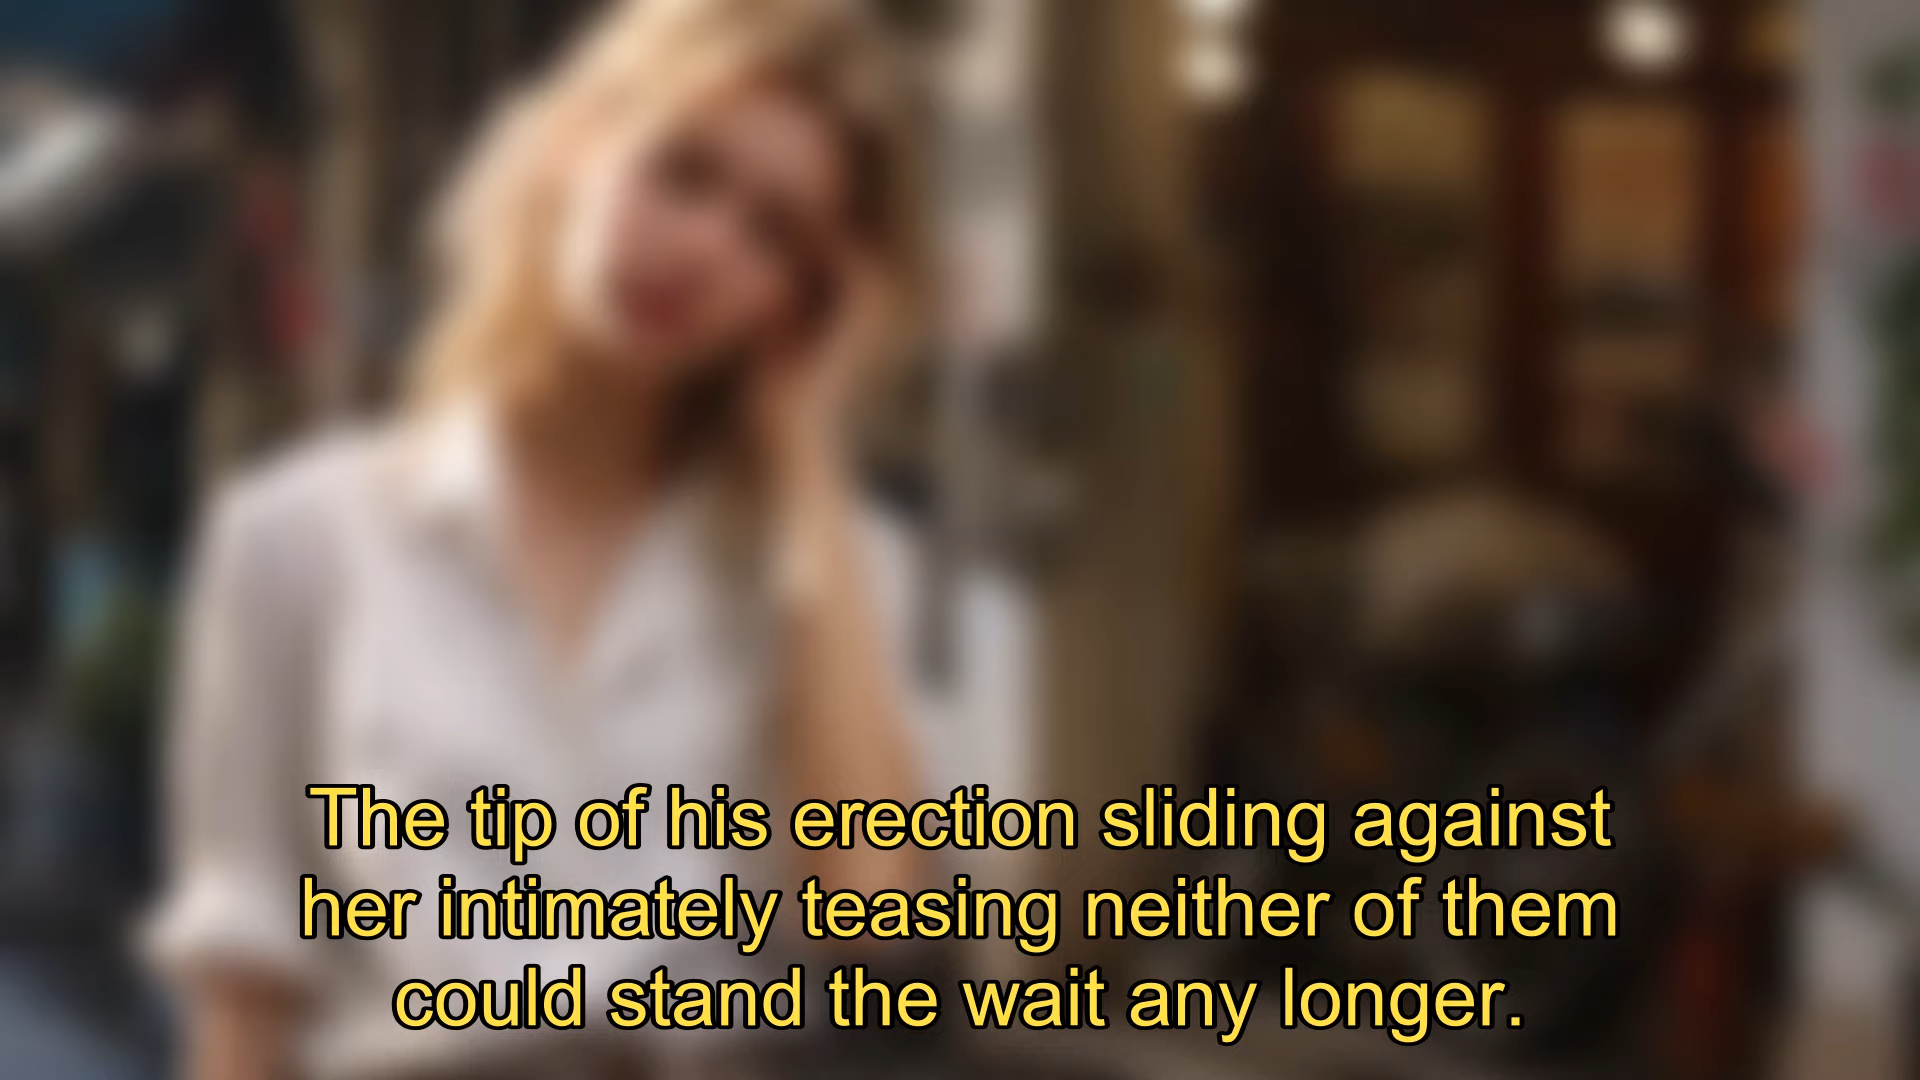 The tip of his erection sliding against
her intimately teasing neither of them
could stand the wait any longer.